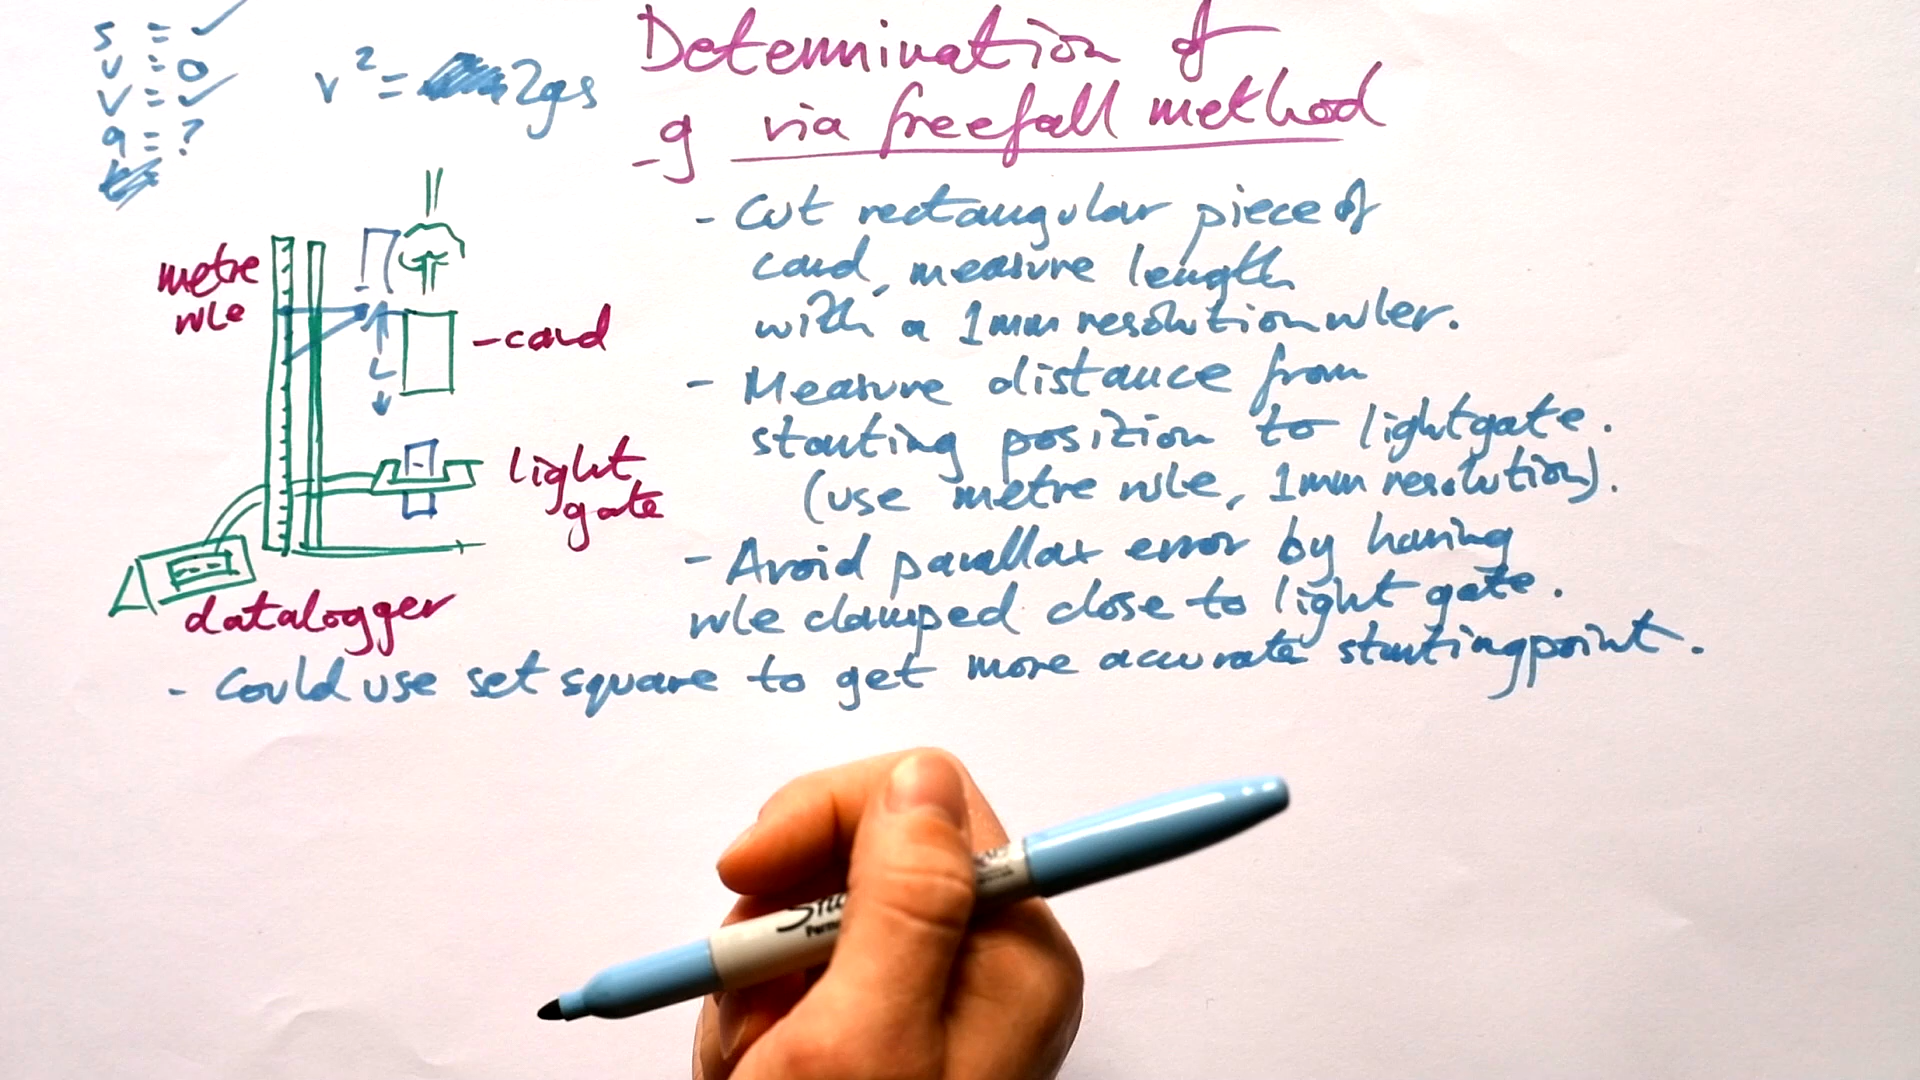 s = ✓
u = 0
v = ✓
a = ?
v² = 2gs
Determination of
g via freefall method
- Cut rectangular piece of
card, measure length
with a 1mm resolution ruler.
- Measure distance from
starting position to lightgate.
(use metre rule, 1mm resolution).
- Avoid parallax error by having
rule clamped close to light gate.
- Could use set square to get more accurate starting point.
metre
rule
- card
L
light
gate
datalogger